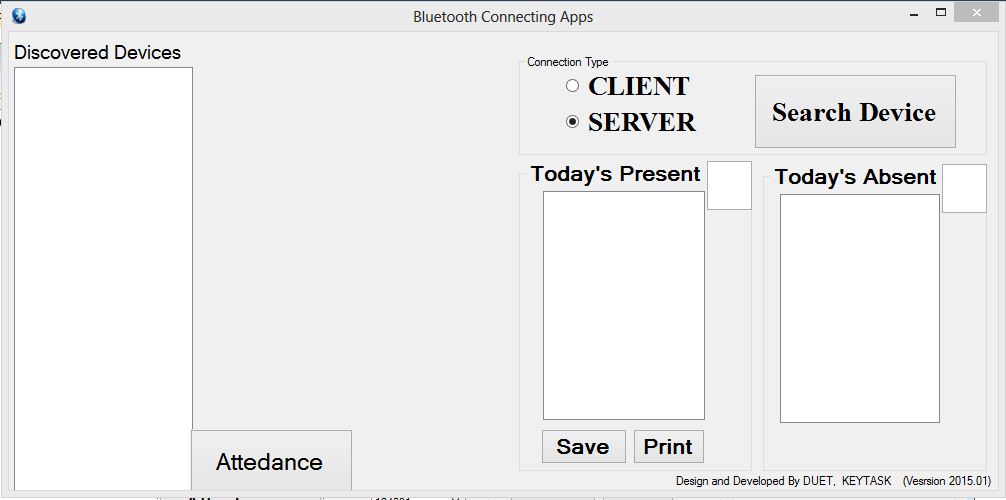 Bluetooth Connecting Apps
Discovered Devices
Connection Type
CLIENT
SERVER
Search Device
Today's Present
Today's Absent
Attedance
Save
Print
Design and Developed By DUET, KEYTASK (Vesrsion 2015.01)